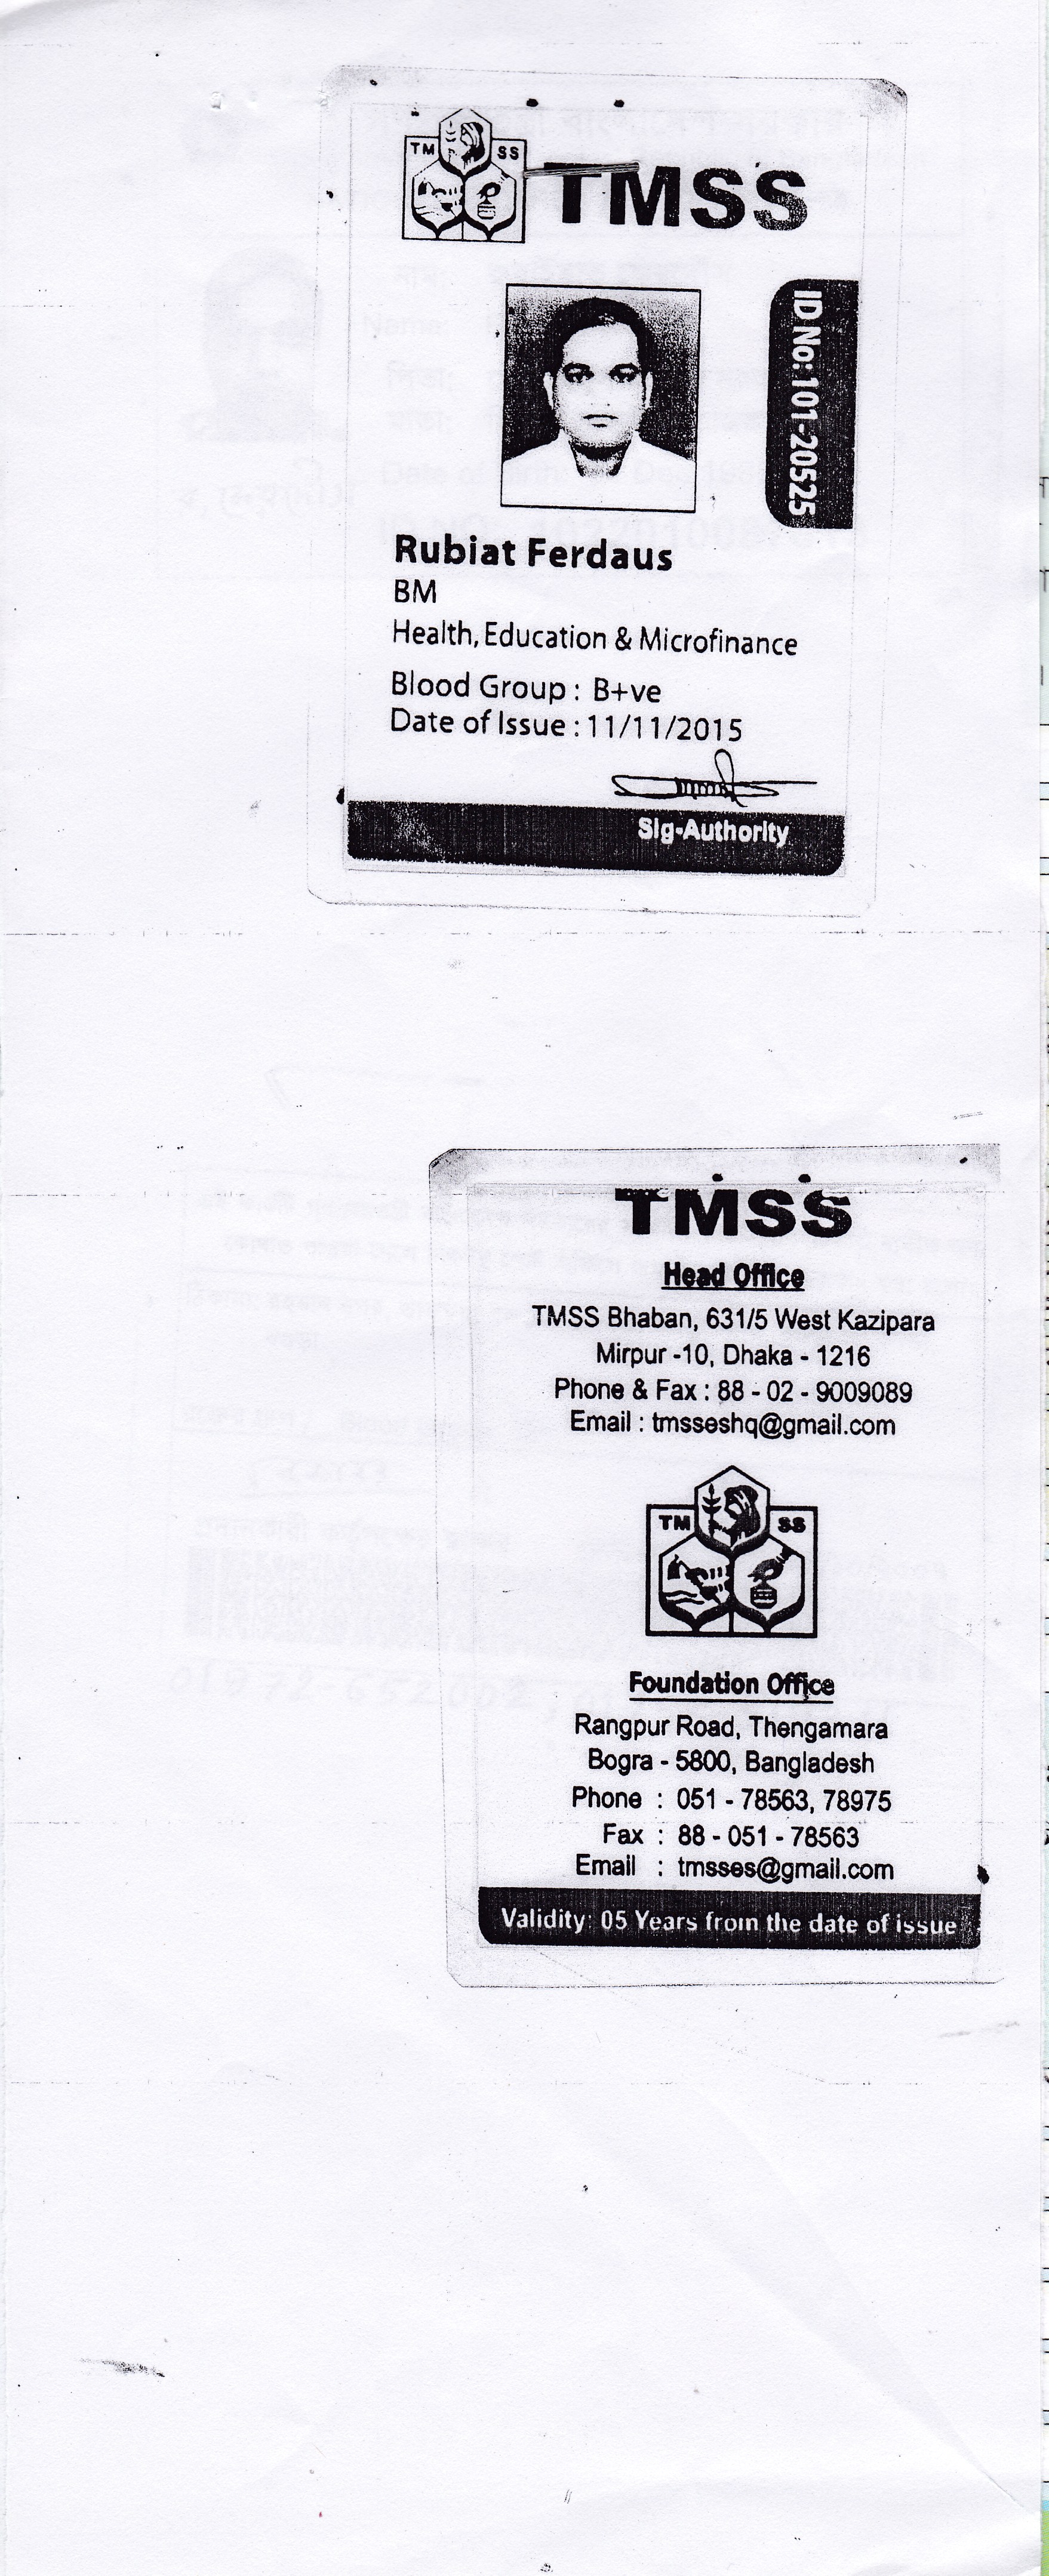 TM SS
TMSS
ID No: 101-20525
Rubiat Ferdaus
BM
Health, Education & Microfinance
Blood Group : B+ve
Date of Issue : 11/11/2015
Sig-Authority
TMSS
Head Office
TMSS Bhaban, 631/5 West Kazipara
Mirpur -10, Dhaka - 1216
Phone & Fax : 88 - 02 - 9009089
Email : tmsseshq@gmail.com
TM SS
Foundation Office
Rangpur Road, Thengamara
Bogra - 5800, Bangladesh
Phone : 051 - 78563, 78975
Fax : 88 - 051 - 78563
Email : tmsses@gmail.com
Validity: 05 Years from the date of issue